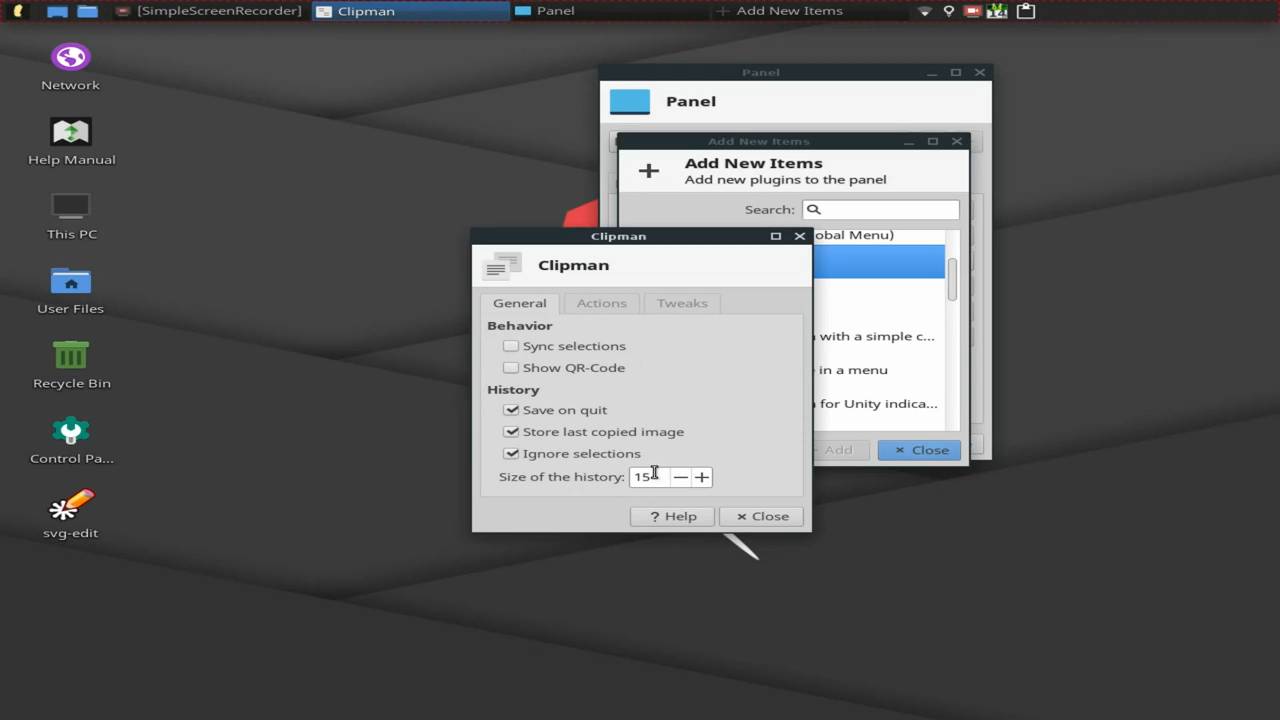 [SimpleScreenRecorder]
Clipman
Panel
Add New Items
Network
Help Manual
This PC
User Files
Recycle Bin
Control Pa...
svg-edit
Panel
Panel
Add New Items
Add New Items
Add new plugins to the panel
Search:
obal Menu)
with a simple c...
in a menu
for Unity indica...
Add
Close
Clipman
Clipman
General
Actions
Tweaks
Behavior
Sync selections
Show QR-Code
History
Save on quit
Store last copied image
Ignore selections
Size of the history:
? Help
Close